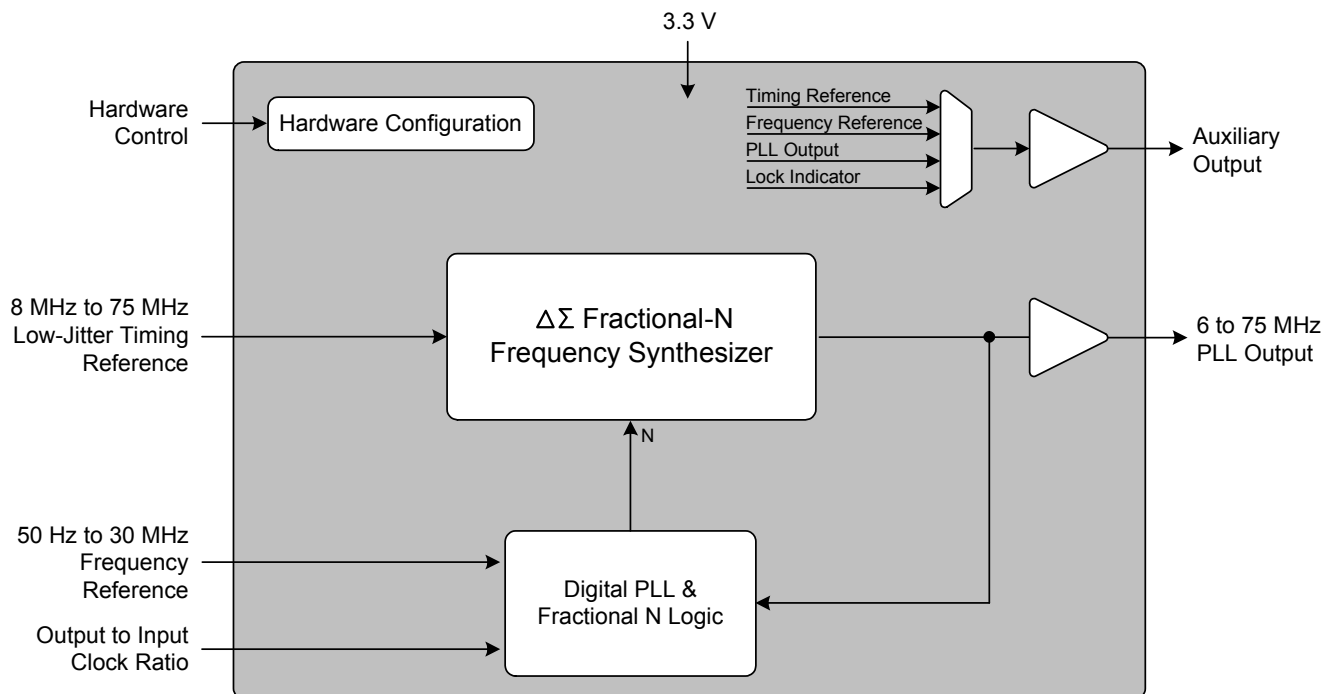 3.3 V
Hardware
Control
Hardware Configuration
Timing Reference
Frequency Reference
PLL Output
Lock Indicator
Auxiliary
Output
8 MHz to 75 MHz
Low-Jitter Timing
Reference
ΔΣ Fractional-N
Frequency Synthesizer
6 to 75 MHz
PLL Output
N
50 Hz to 30 MHz
Frequency
Reference
Digital PLL &
Fractional N Logic
Output to Input
Clock Ratio